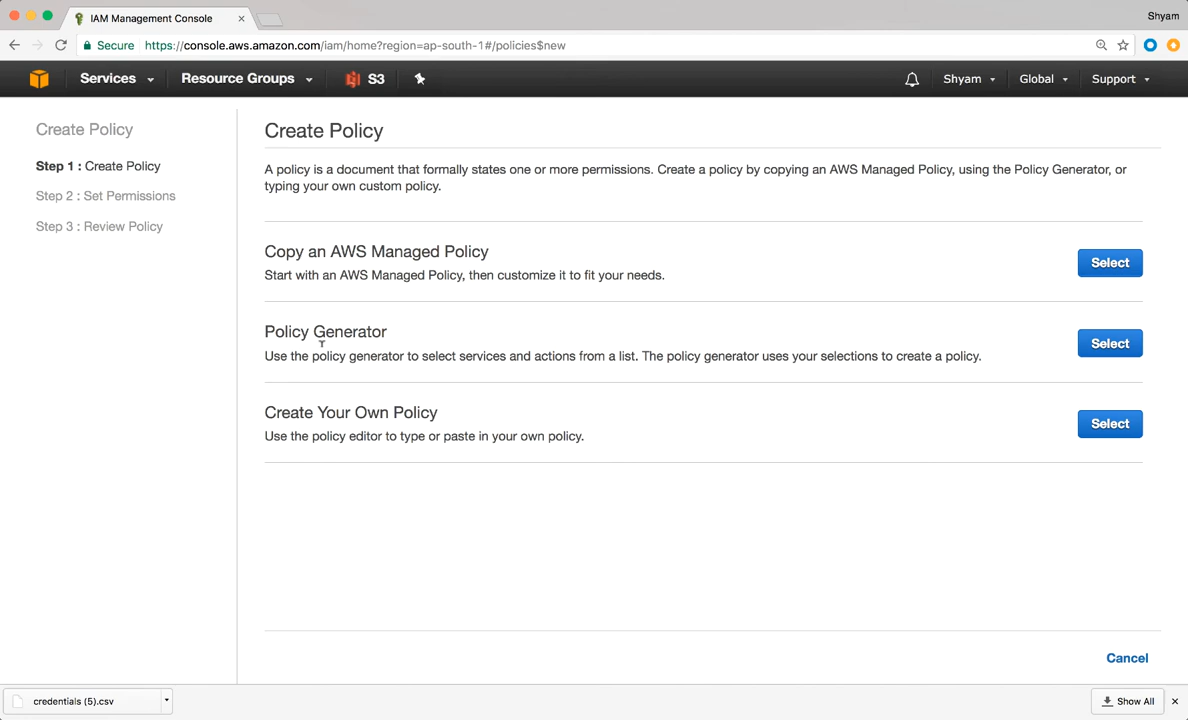 IAM Management Console
Shyam
Secure https://console.aws.amazon.com/iam/home?region=ap-south-1#/policies$new
Services Resource Groups S3 Shyam Global Support
Create Policy
Step 1 : Create Policy
Step 2 : Set Permissions
Step 3 : Review Policy
Create Policy
A policy is a document that formally states one or more permissions. Create a policy by copying an AWS Managed Policy, using the Policy Generator, or
typing your own custom policy.
Copy an AWS Managed Policy
Start with an AWS Managed Policy, then customize it to fit your needs.
Select
Policy Generator
Use the policy generator to select services and actions from a list. The policy generator uses your selections to create a policy.
Select
Create Your Own Policy
Use the policy editor to type or paste in your own policy.
Select
Cancel
credentials (5).csv
Show All